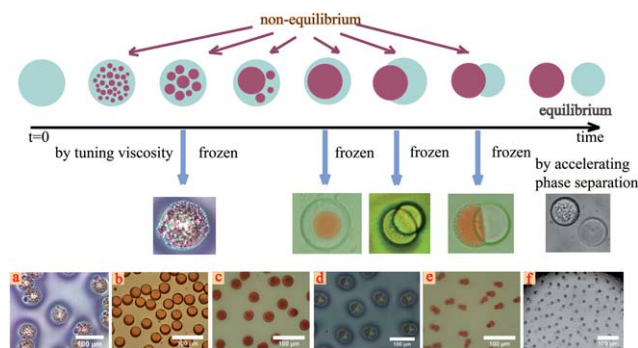 non-equilibrium
equilibrium
t=0
time
by tuning viscosity
frozen
frozen
frozen
frozen
by accelerating
phase separation
a
b
c
d
e
f
100 μm
100 μm
100 μm
100 μm